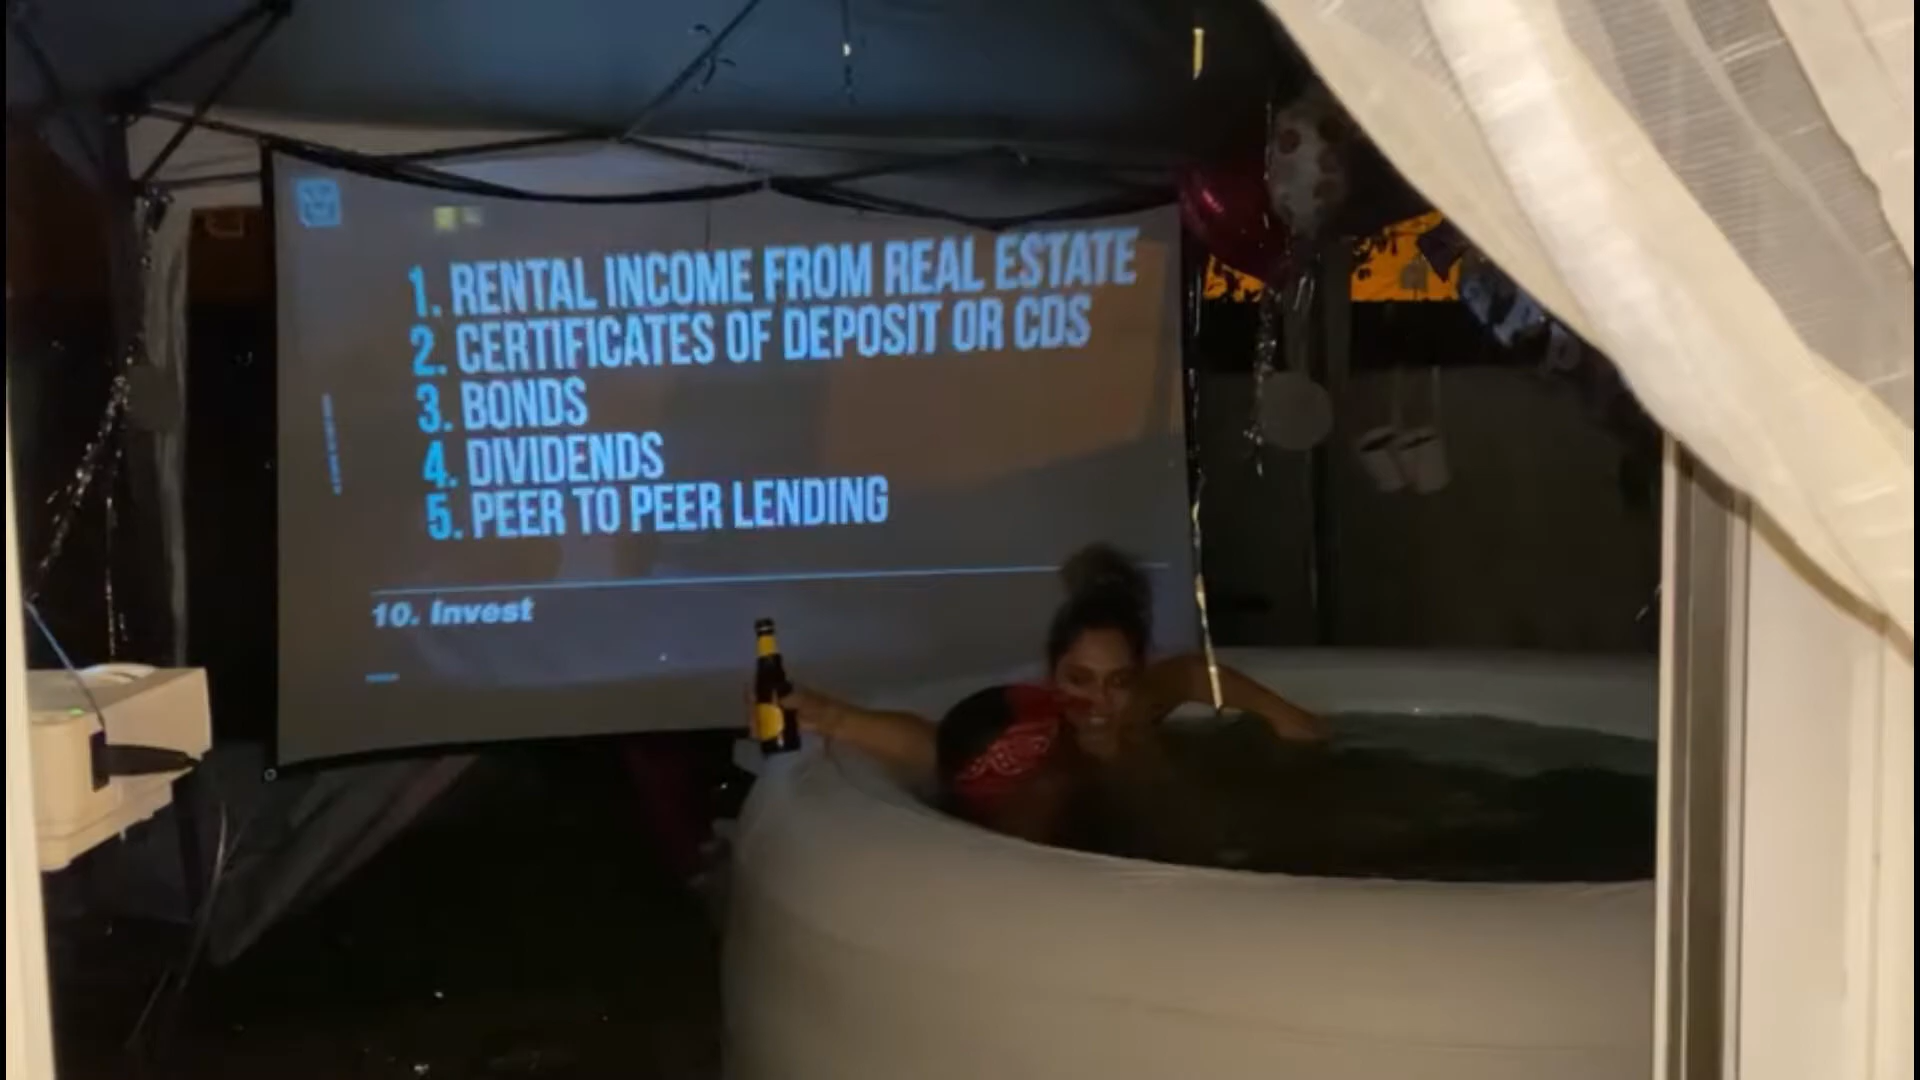 1. RENTAL INCOME FROM REAL ESTATE
2. CERTIFICATES OF DEPOSIT OR CDS
3. BONDS
4. DIVIDENDS
5. PEER TO PEER LENDING
10. Invest